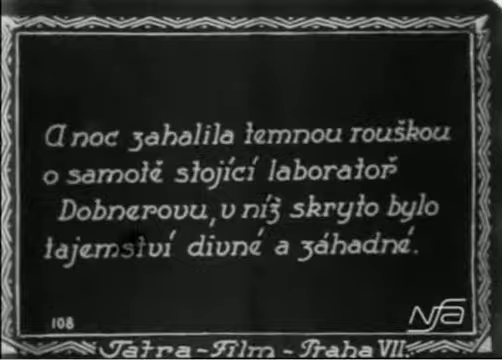 A noc zahalila temnou rouškou
o samotě stojící laboratoř
Dobnerovu, v níž skryto bylo
tajemství divné a záhadné.
108
NFA
Tatra-Film - Praha VII.